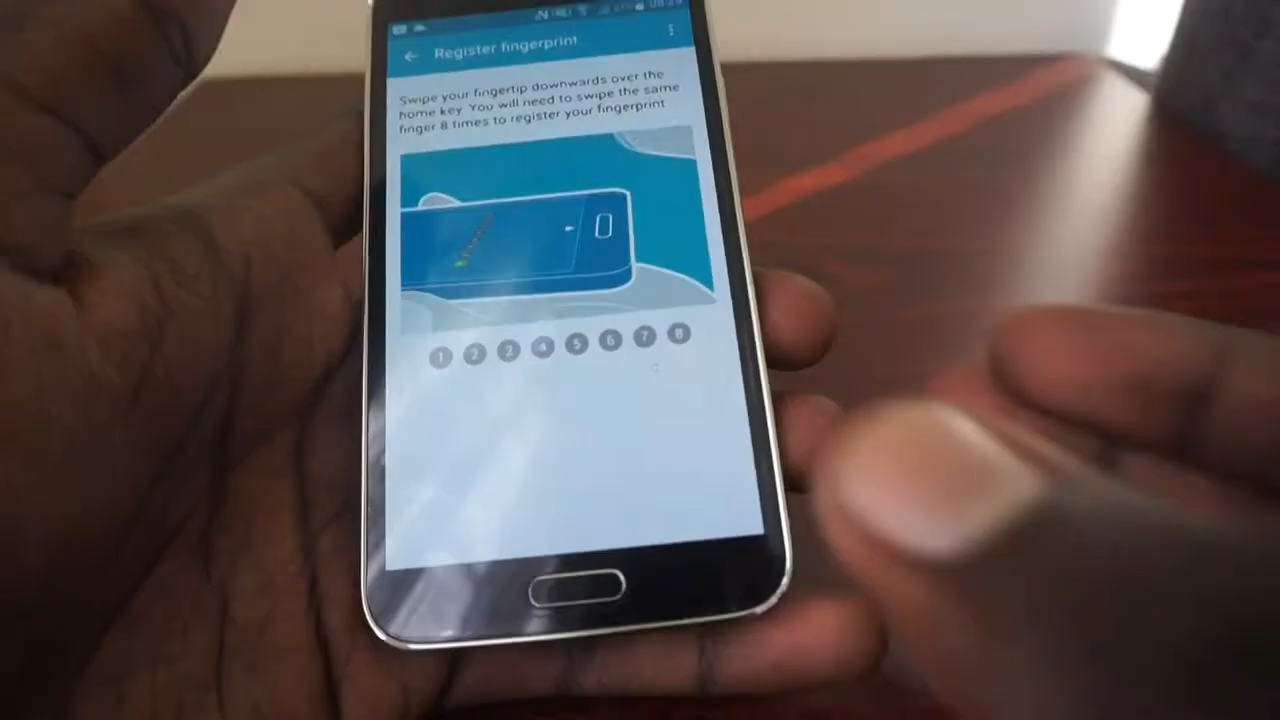 Register fingerprint
Swipe your fingertip downwards over the
home key. You will need to swipe the same
finger 8 times to register your fingerprint
1 2 3 4 5 6 7 8